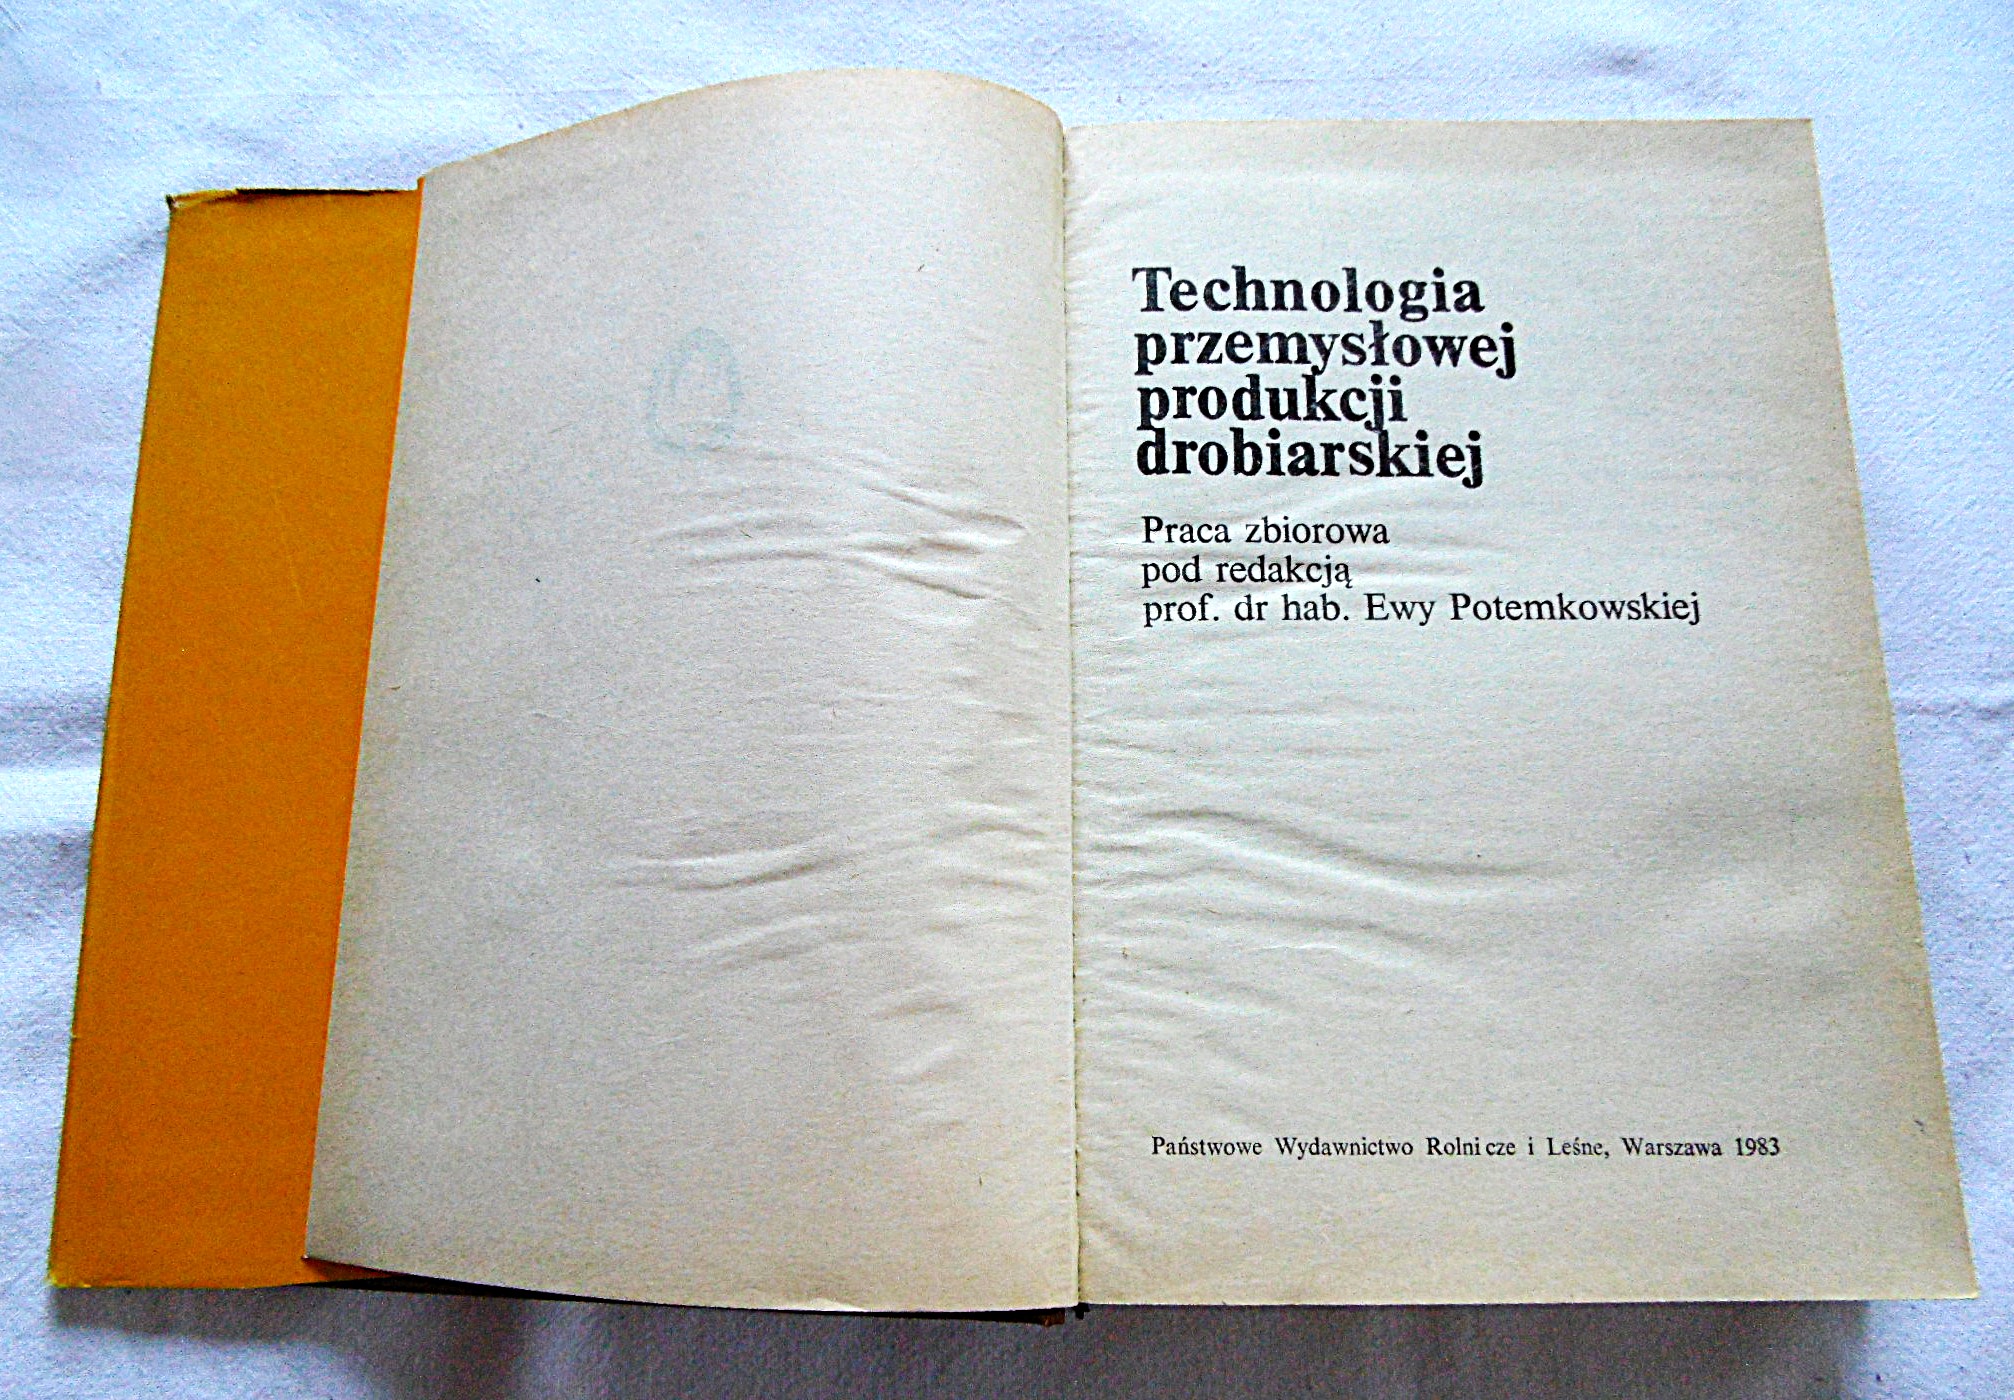 Technologia
przemysłowej
produkcji
drobiarskiej
Praca zbiorowa
pod redakcją
prof. dr hab. Ewy Potemkowskiej
Państwowe Wydawnictwo Rolnicze i Leśne, Warszawa 1983